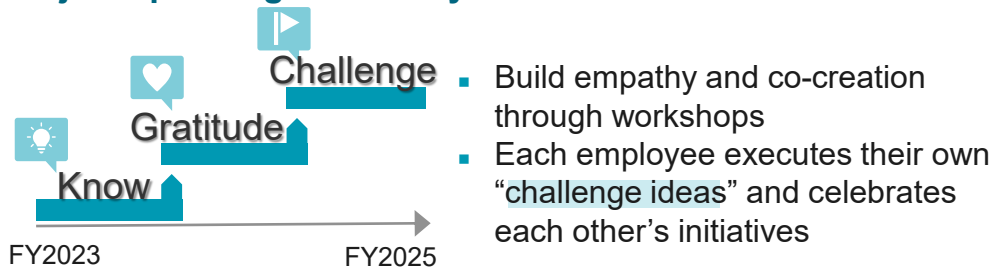 Challenge
Gratitude
Know
FY2023
FY2025
▪ Build empathy and co-creation
through workshops
▪ Each employee executes their own
“challenge ideas” and celebrates
each other’s initiatives